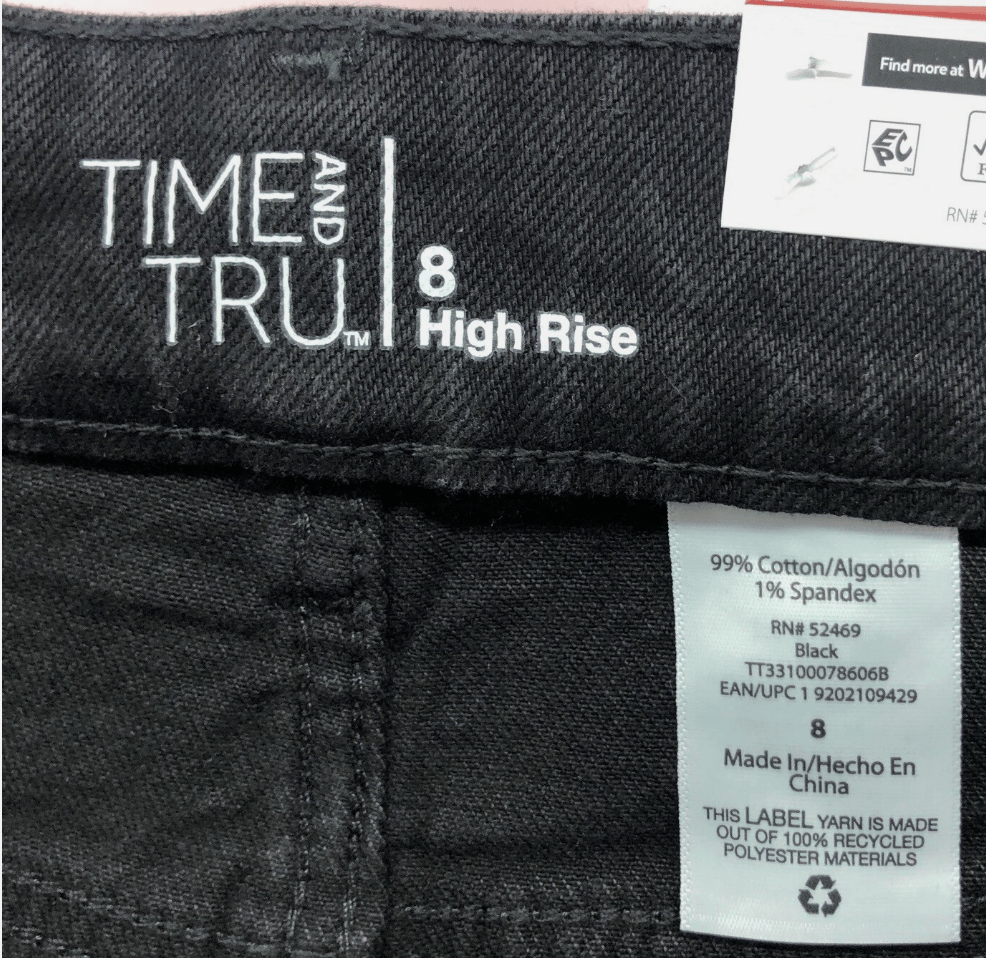 Find more at
EPC
RN#
TIME AND
TRU™
8
High Rise
99% Cotton/Algodón
1% Spandex
RN# 52469
Black
TT33100078606B
EAN/UPC 1 9202109429
8
Made In/Hecho En
China
THIS LABEL YARN IS MADE
OUT OF 100% RECYCLED
POLYESTER MATERIALS